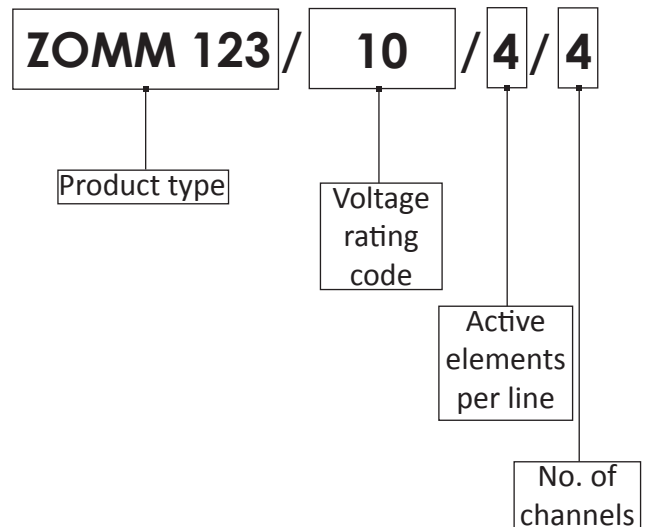 ZOMM 123 / 10 / 4 / 4
Product type
Voltage
rating
code
Active
elements
per line
No. of
channels